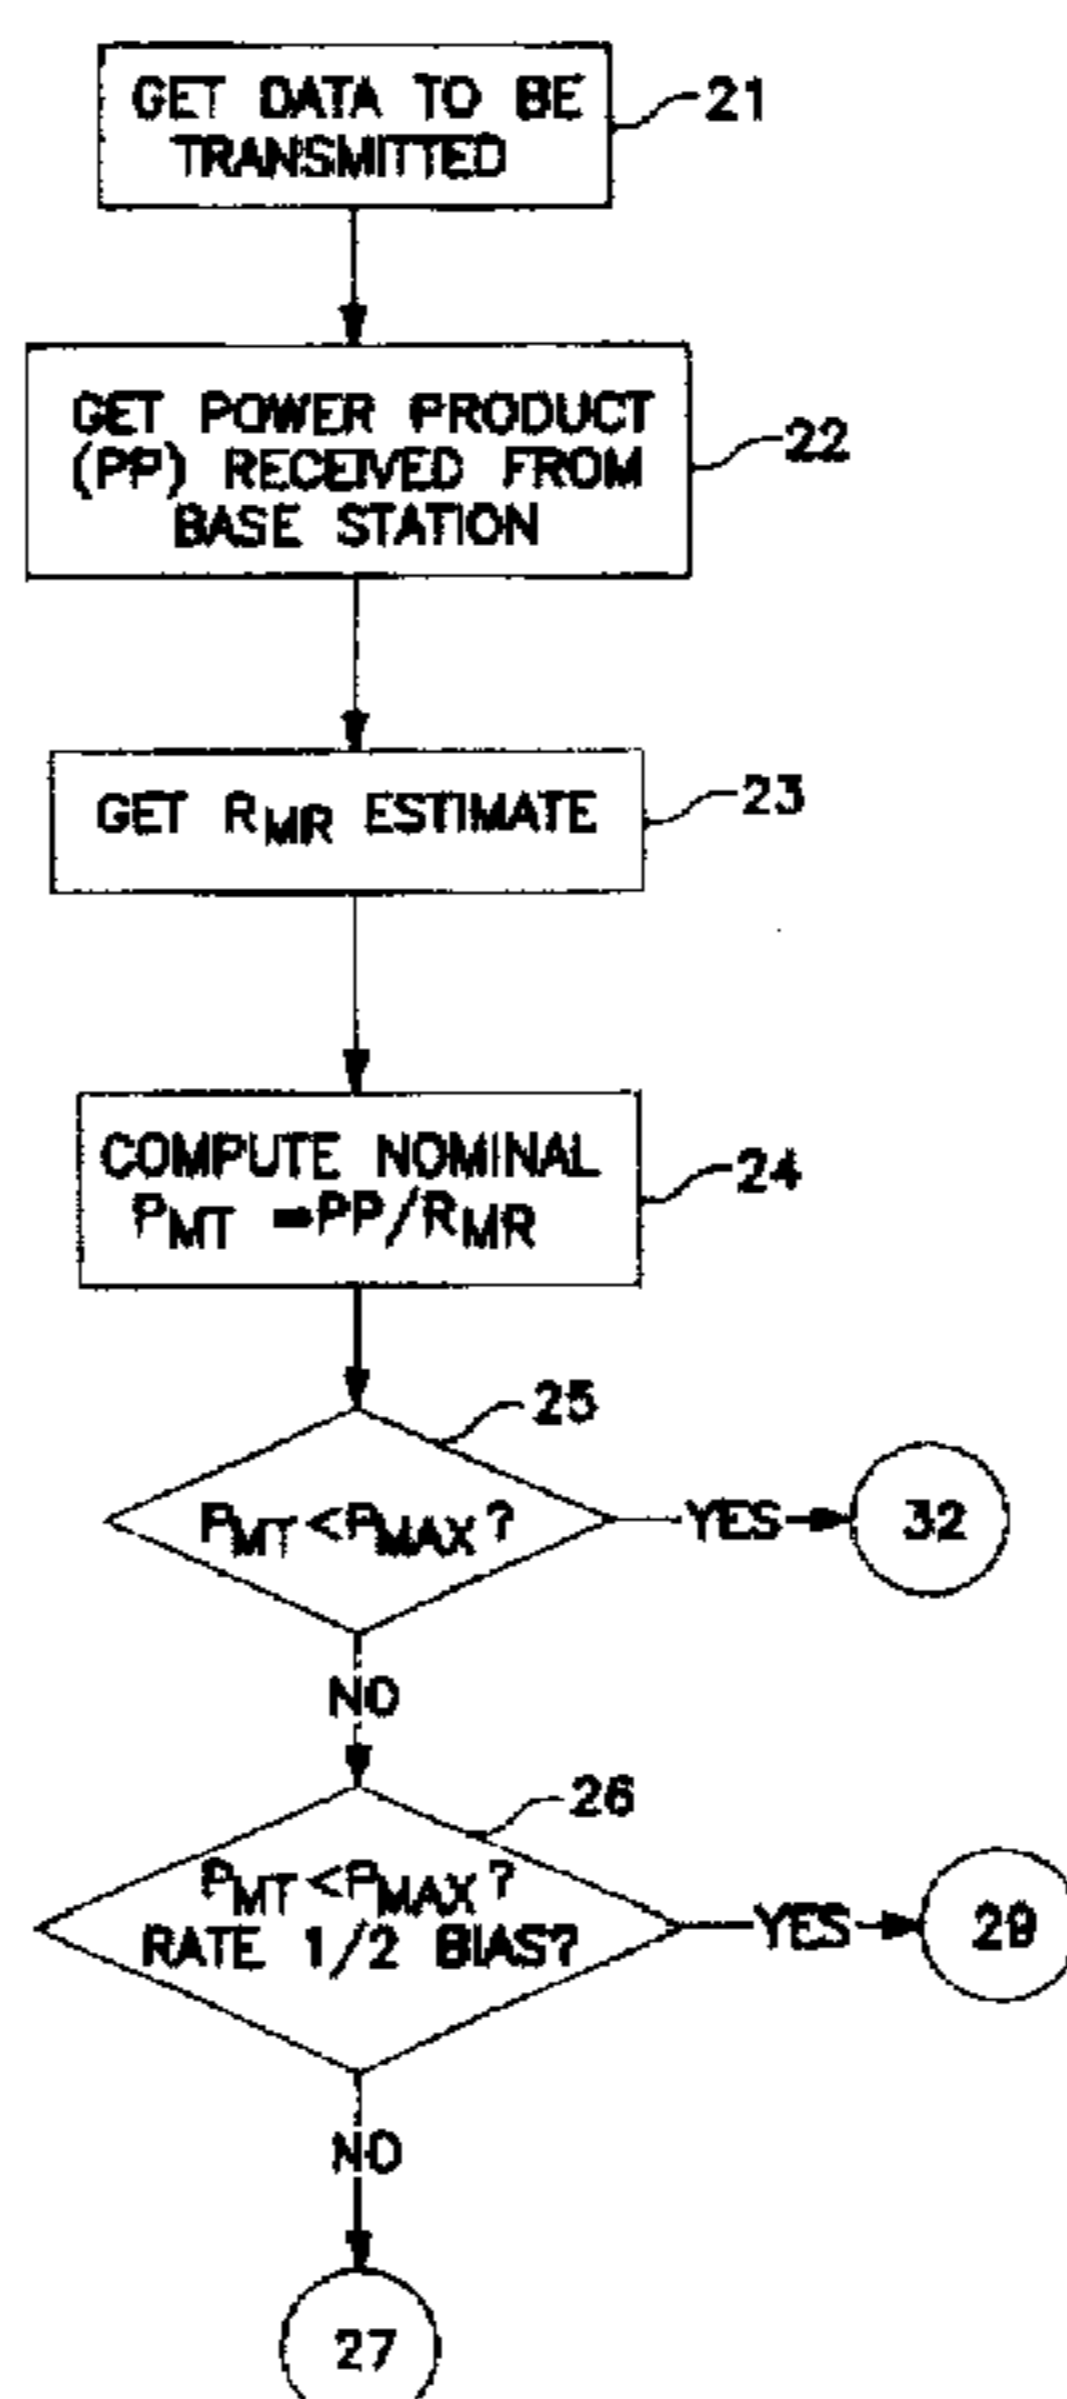 GET DATA TO BE
TRANSMITTED
21
GET POWER PRODUCT
(PP) RECEIVED FROM
BASE STATION
22
GET RMR ESTIMATE
23
COMPUTE NOMINAL
PMT =PP/RMR
24
25
PMT<PMAX?
YES
32
NO
26
PMT<PMAX?
RATE 1/2 BIAS?
YES
29
NO
27